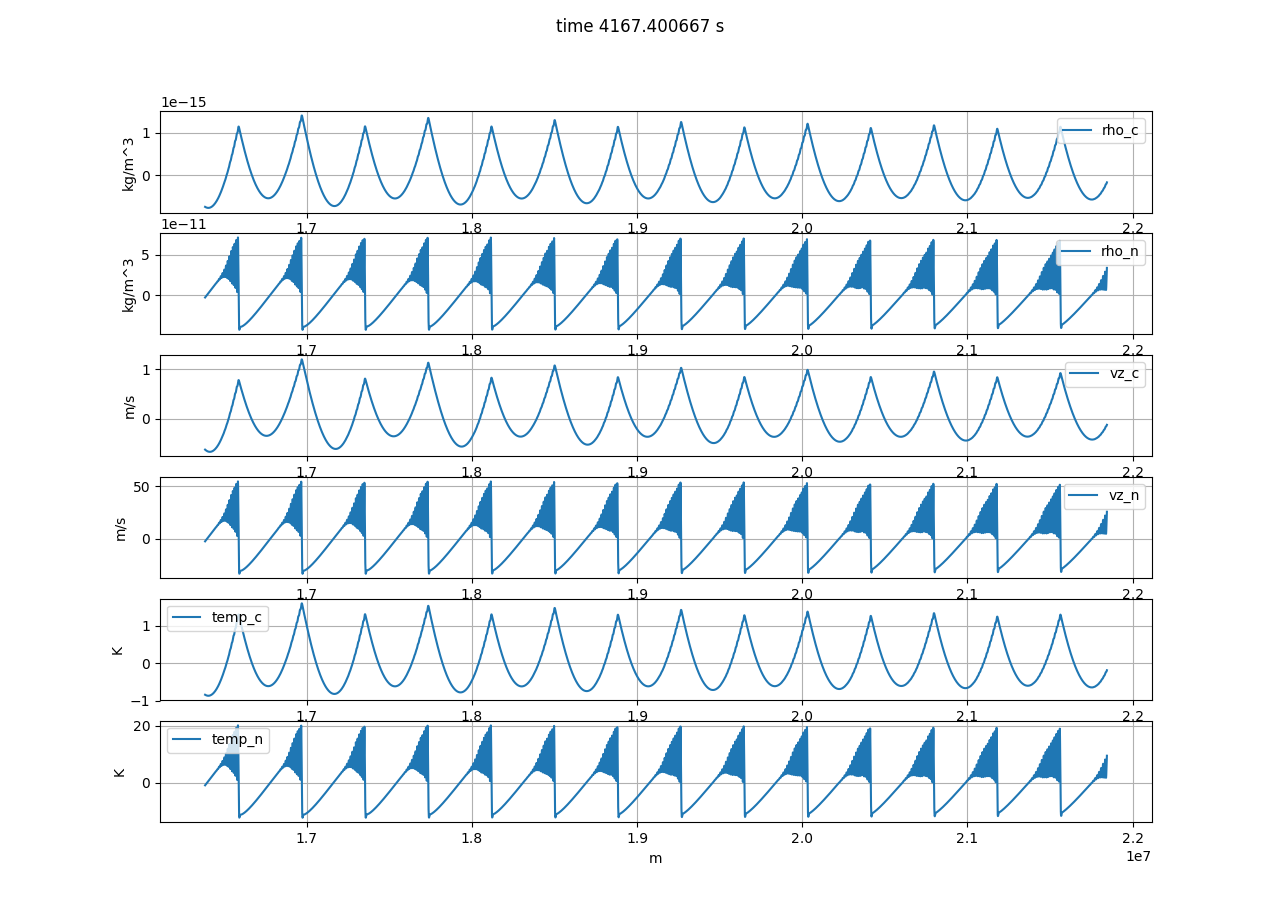 time 4167.400667 s
1e−15
1
0
kg/m^3
rho_c
1.7 1.8 1.9 2.0 2.1 2.2
1e−11
5
0
kg/m^3
rho_n
1.7 1.8 1.9 2.0 2.1 2.2
1
0
m/s
vz_c
1.7 1.8 1.9 2.0 2.1 2.2
50
0
m/s
vz_n
1.7 1.8 1.9 2.0 2.1 2.2
1
0
−1
K
temp_c
1.7 1.8 1.9 2.0 2.1 2.2
20
0
K
temp_n
1.7 1.8 1.9 2.0 2.1 2.2
m
1e7